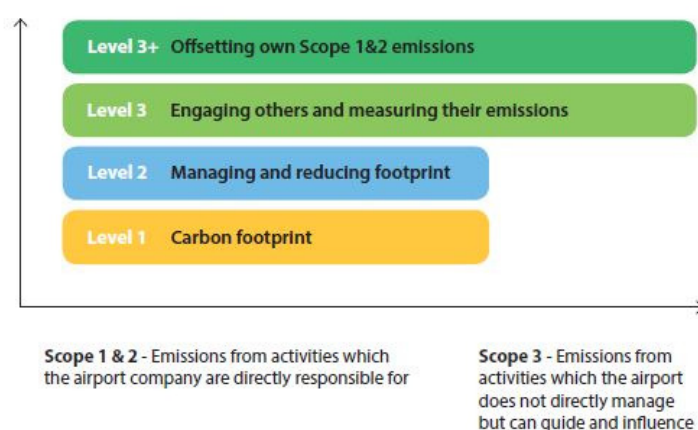 Level 3+ Offsetting own Scope 1&2 emissions
Level 3 Engaging others and measuring their emissions
Level 2 Managing and reducing footprint
Level 1 Carbon footprint
Scope 1 & 2 - Emissions from activities which
the airport company are directly responsible for
Scope 3 - Emissions from
activities which the airport
does not directly manage
but can guide and influence